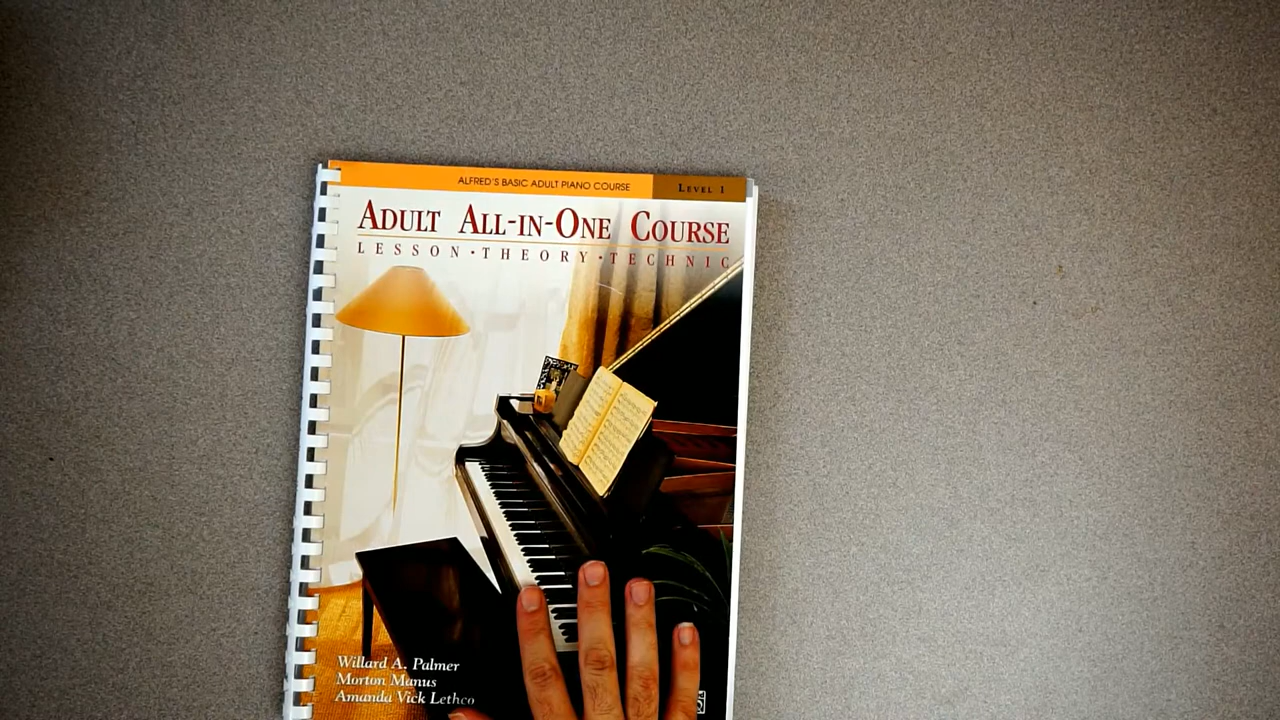 ALFRED'S BASIC ADULT PIANO COURSE
LEVEL 1
ADULT ALL-IN-ONE COURSE
LESSON • THEORY • TECHNIC
Willard A. Palmer
Morton Manus
Amanda Vick Lethco